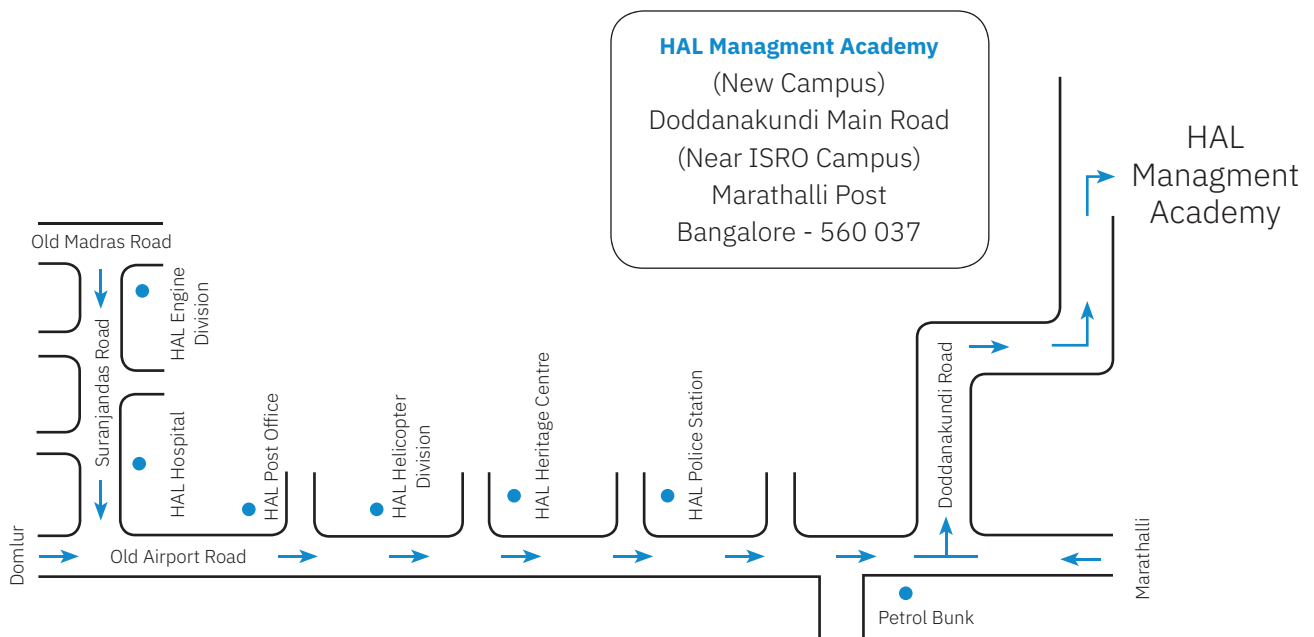 HAL Managment Academy
(New Campus)
Doddanakundi Main Road
(Near ISRO Campus)
Marathalli Post
Bangalore - 560 037
HAL
Managment
Academy
Old Madras Road
Suranjandas Road
HAL Engine
Division
HAL Hospital
HAL Post Office
HAL Helicopter
Division
HAL Heritage Centre
HAL Police Station
Doddanakundi Road
Domlur
Old Airport Road
Marathalli
Petrol Bunk